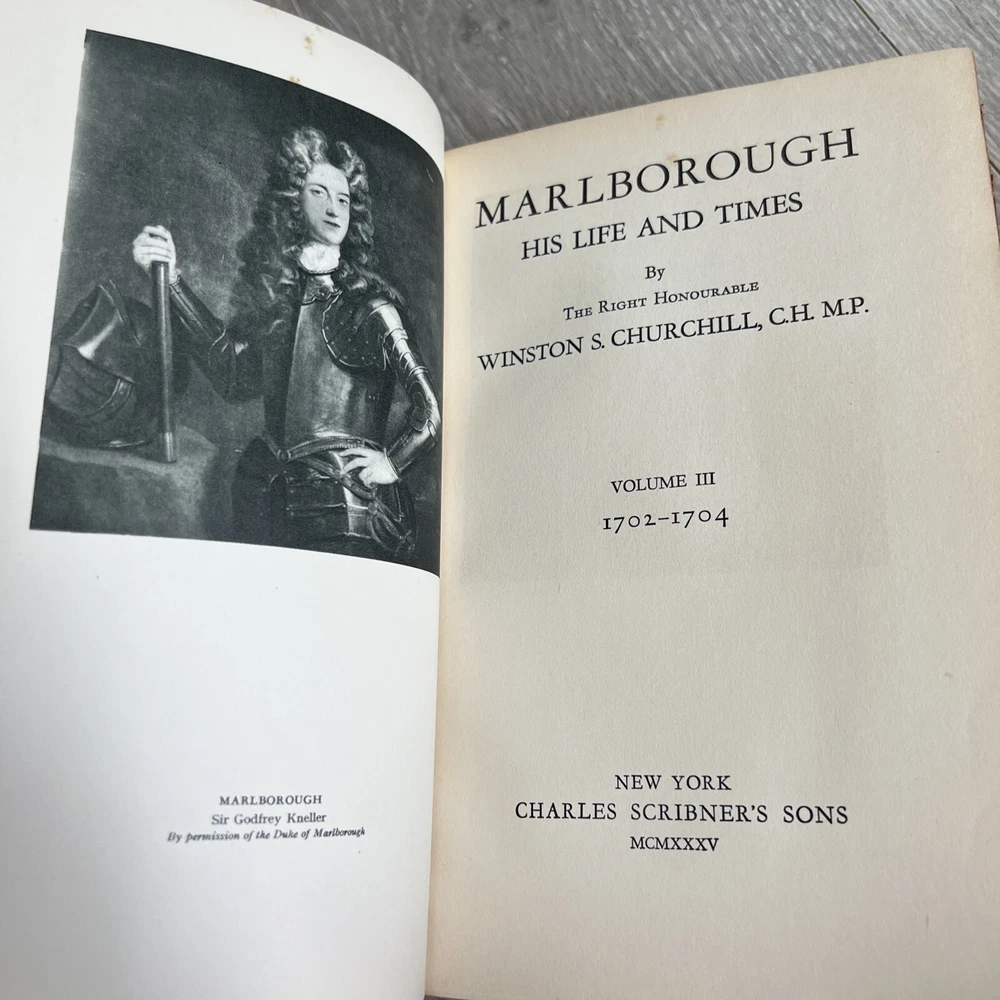 MARLBOROUGH
Sir Godfrey Kneller
By permission of the Duke of Marlborough
MARLBOROUGH
HIS LIFE AND TIMES
By
The Right Honourable
WINSTON S. CHURCHILL, C.H. M.P.
VOLUME III
1702–1704
NEW YORK
CHARLES SCRIBNER'S SONS
MCMXXXV